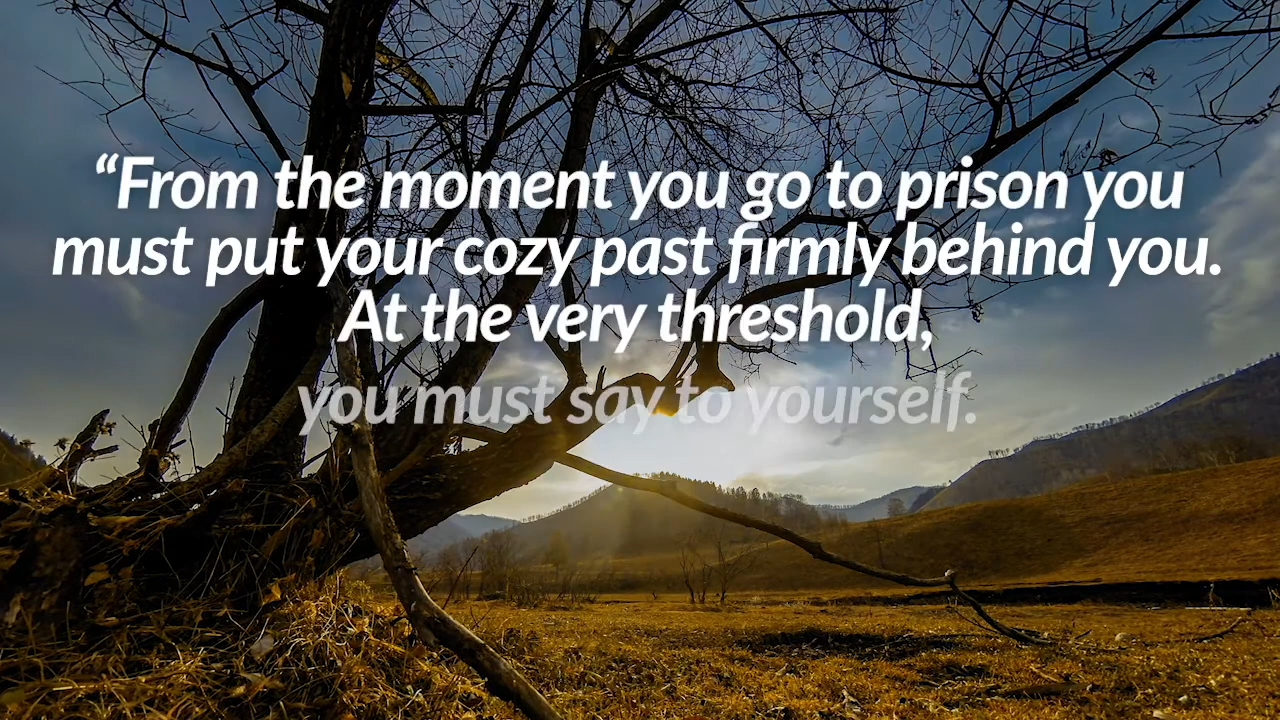 “From the moment you go to prison you
must put your cozy past firmly behind you.
At the very threshold,
you must say to yourself.